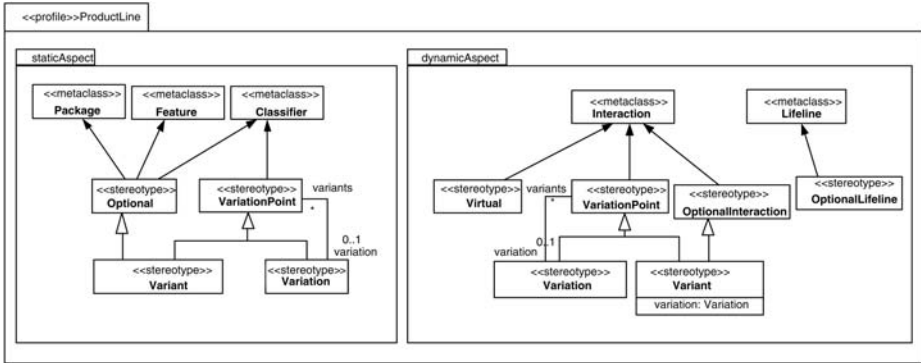 <<profile>>ProductLine
staticAspect
<<metaclass>>
Package
<<metaclass>>
Feature
<<metaclass>>
Classifier
<<stereotype>>
Optional
<<stereotype>>
VariationPoint
variants
*
0..1
variation
<<stereotype>>
Variant
<<stereotype>>
Variation
dynamicAspect
<<metaclass>>
Interaction
<<metaclass>>
Lifeline
<<stereotype>>
Virtual
variants
*
<<stereotype>>
VariationPoint
<<stereotype>>
OptionalInteraction
<<stereotype>>
OptionalLifeline
0..1
variation
<<stereotype>>
Variation
<<stereotype>>
Variant
variation: Variation